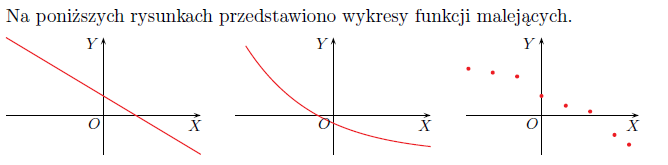 Na poniższych rysunkach przedstawiono wykresy funkcji malejących.
Y Y Y
O X O X O X